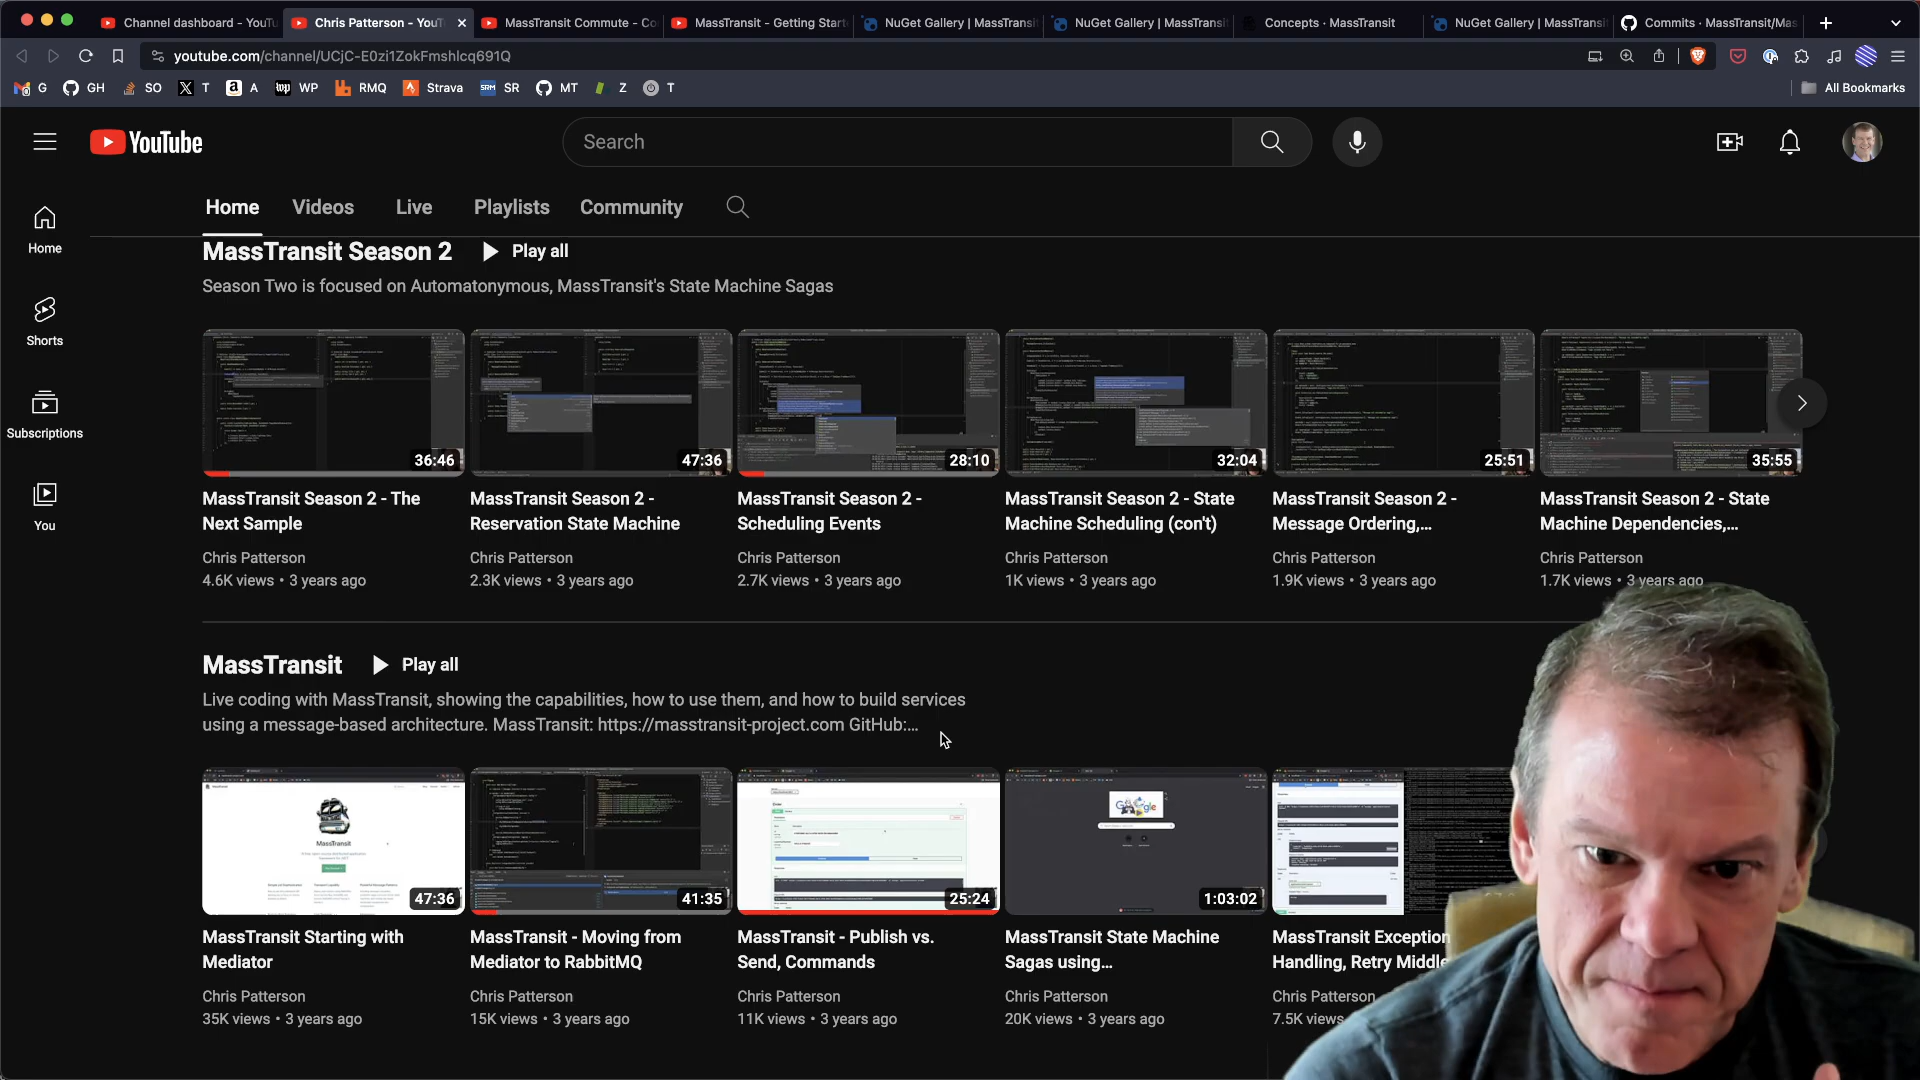 Channel dashboard - YouTu
Chris Patterson - YouT
MassTransit Commute - Co
MassTransit - Getting Start
NuGet Gallery | MassTransit
NuGet Gallery | MassTransit
Concepts · MassTransit
NuGet Gallery | MassTransit
Commits · MassTransit/Mas
youtube.com/channel/UCjC-E0zi1ZokFmshlcq691Q
G GH SO T A WP RMQ Strava SR MT Z T All Bookmarks
YouTube
Search
Home
Videos
Live
Playlists
Community
Home
Shorts
Subscriptions
You
MassTransit Season 2
Play all
Season Two is focused on Automatonymous, MassTransit's State Machine Sagas
36:46
47:36
28:10
32:04
25:51
35:55
MassTransit Season 2 - The
Next Sample
Chris Patterson
4.6K views • 3 years ago
MassTransit Season 2 -
Reservation State Machine
Chris Patterson
2.3K views • 3 years ago
MassTransit Season 2 -
Scheduling Events
Chris Patterson
2.7K views • 3 years ago
MassTransit Season 2 - State
Machine Scheduling (con't)
Chris Patterson
1K views • 3 years ago
MassTransit Season 2 -
Message Ordering,...
Chris Patterson
1.9K views • 3 years ago
MassTransit Season 2 - State
Machine Dependencies,...
Chris Patterson
1.7K views • 3 years ago
MassTransit
Play all
Live coding with MassTransit, showing the capabilities, how to use them, and how to build services
using a message-based architecture. MassTransit: https://masstransit-project.com GitHub:...
MassTransit
Google
47:36
41:35
25:24
1:03:02
MassTransit Starting with
Mediator
Chris Patterson
35K views • 3 years ago
MassTransit - Moving from
Mediator to RabbitMQ
Chris Patterson
15K views • 3 years ago
MassTransit - Publish vs.
Send, Commands
Chris Patterson
11K views • 3 years ago
MassTransit State Machine
Sagas using...
Chris Patterson
20K views • 3 years ago
MassTransit Exception
Handling, Retry Middle
Chris Patterson
7.5K views